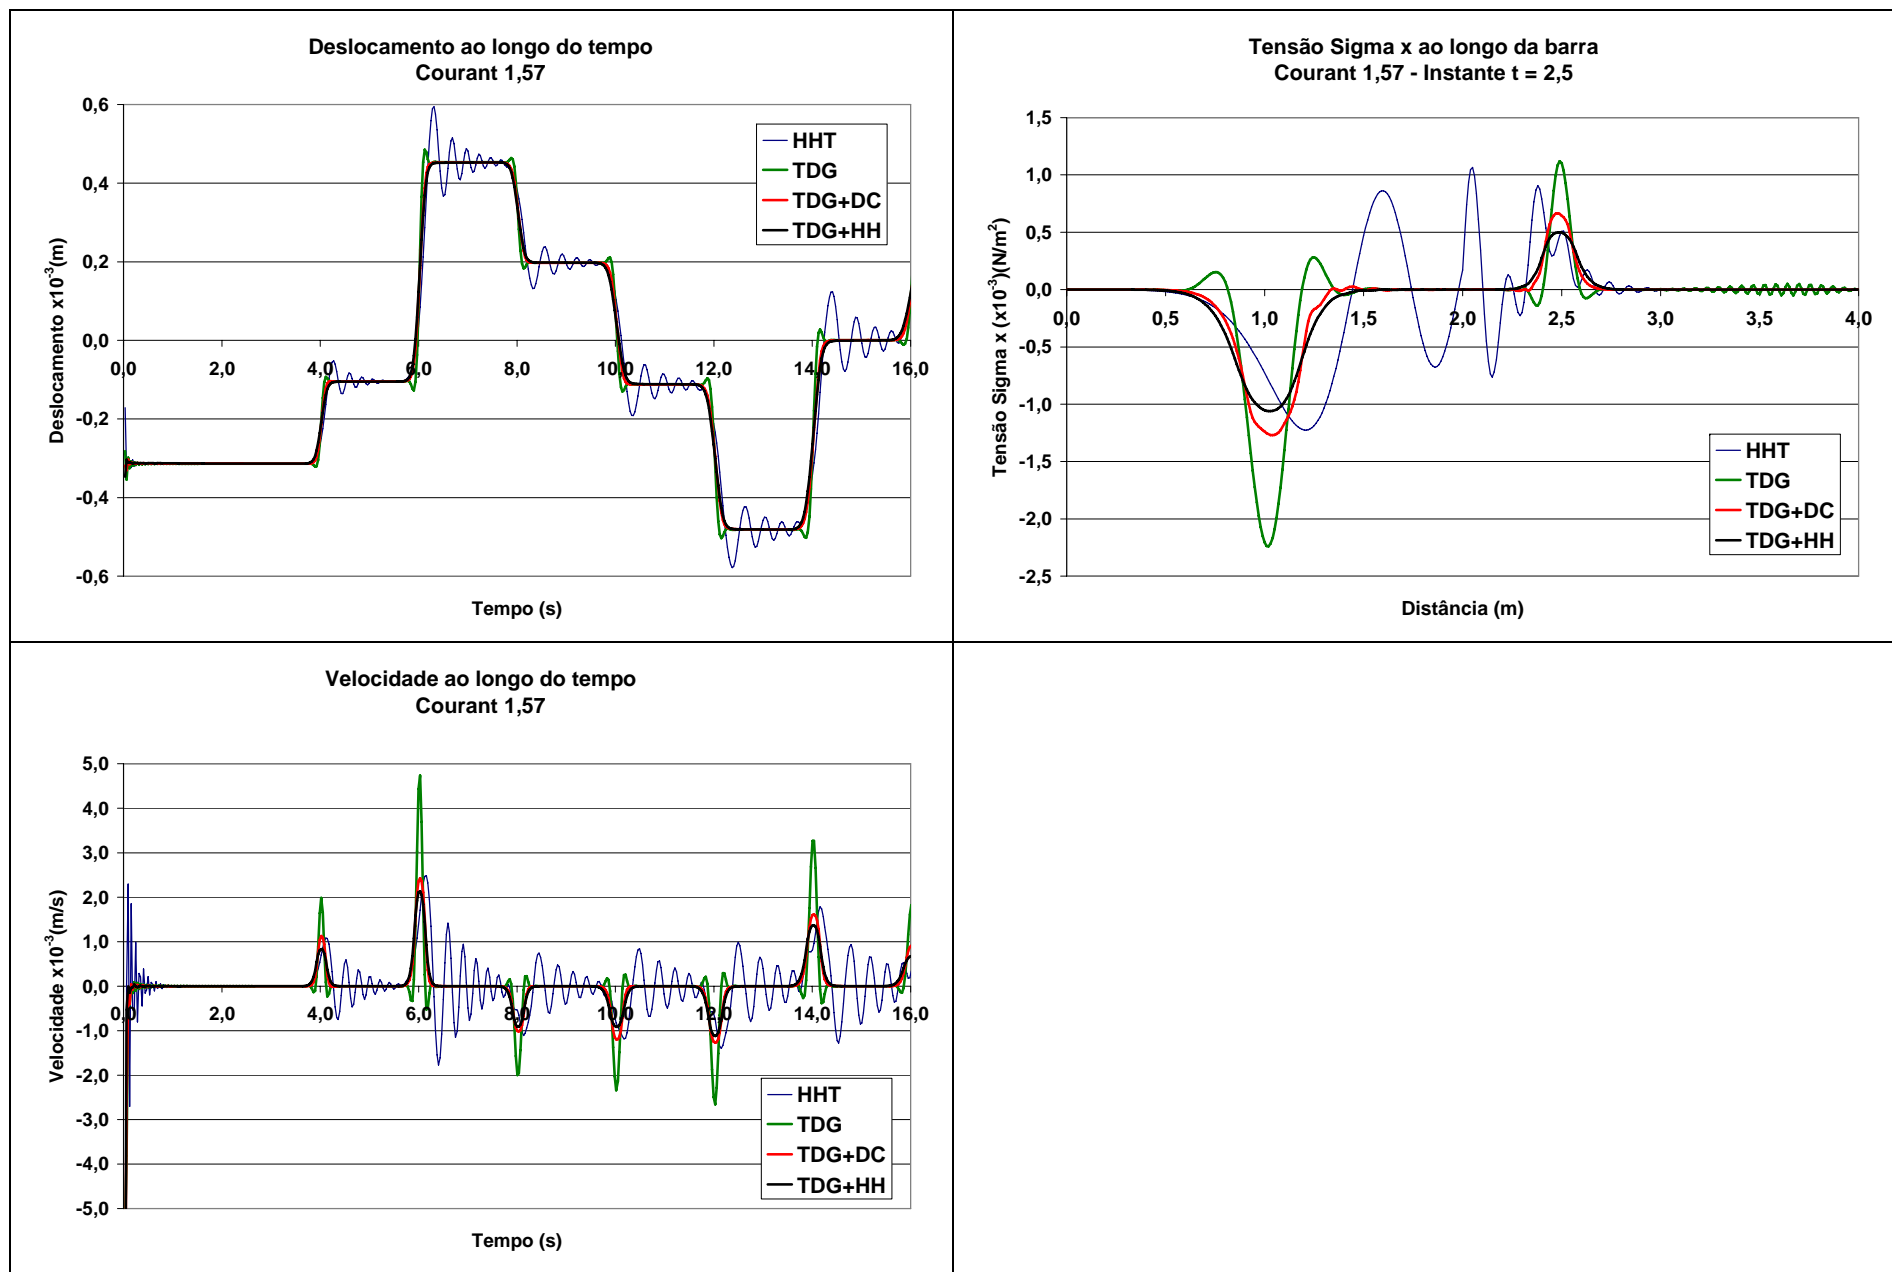 Deslocamento ao longo do tempo
Courant 1,57
0,6
0,4
0,2
0,0
-0,2
-0,4
-0,6
0,0 2,0 4,0 6,0 8,0 10,0 12,0 14,0 16,0
Deslocamento x10⁻³(m)
Tempo (s)
HHT
TDG
TDG+DC
TDG+HH
Tensão Sigma x ao longo da barra
Courant 1,57 - Instante t = 2,5
1,5
1,0
0,5
0,0
-0,5
-1,0
-1,5
-2,0
-2,5
0,0 0,5 1,0 1,5 2,0 2,5 3,0 3,5 4,0
Tensão Sigma x (x10⁻³)(N/m²)
Distância (m)
HHT
TDG
TDG+DC
TDG+HH
Velocidade ao longo do tempo
Courant 1,57
5,0
4,0
3,0
2,0
1,0
0,0
-1,0
-2,0
-3,0
-4,0
-5,0
0,0 2,0 4,0 6,0 8,0 10,0 12,0 14,0 16,0
Velocidade x10⁻³(m/s)
Tempo (s)
HHT
TDG
TDG+DC
TDG+HH